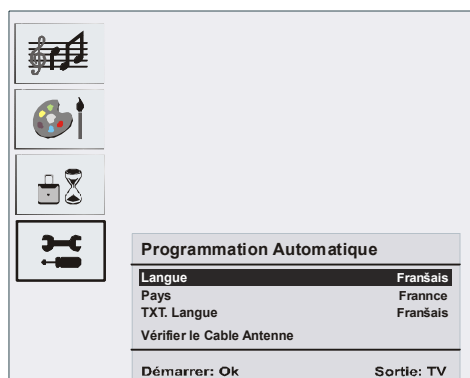 Programmation Automatique
Langue Franšais
Pays Frannce
TXT. Langue Franšais
Vérifier le Cable Antenne
Démarrer: Ok Sortie: TV